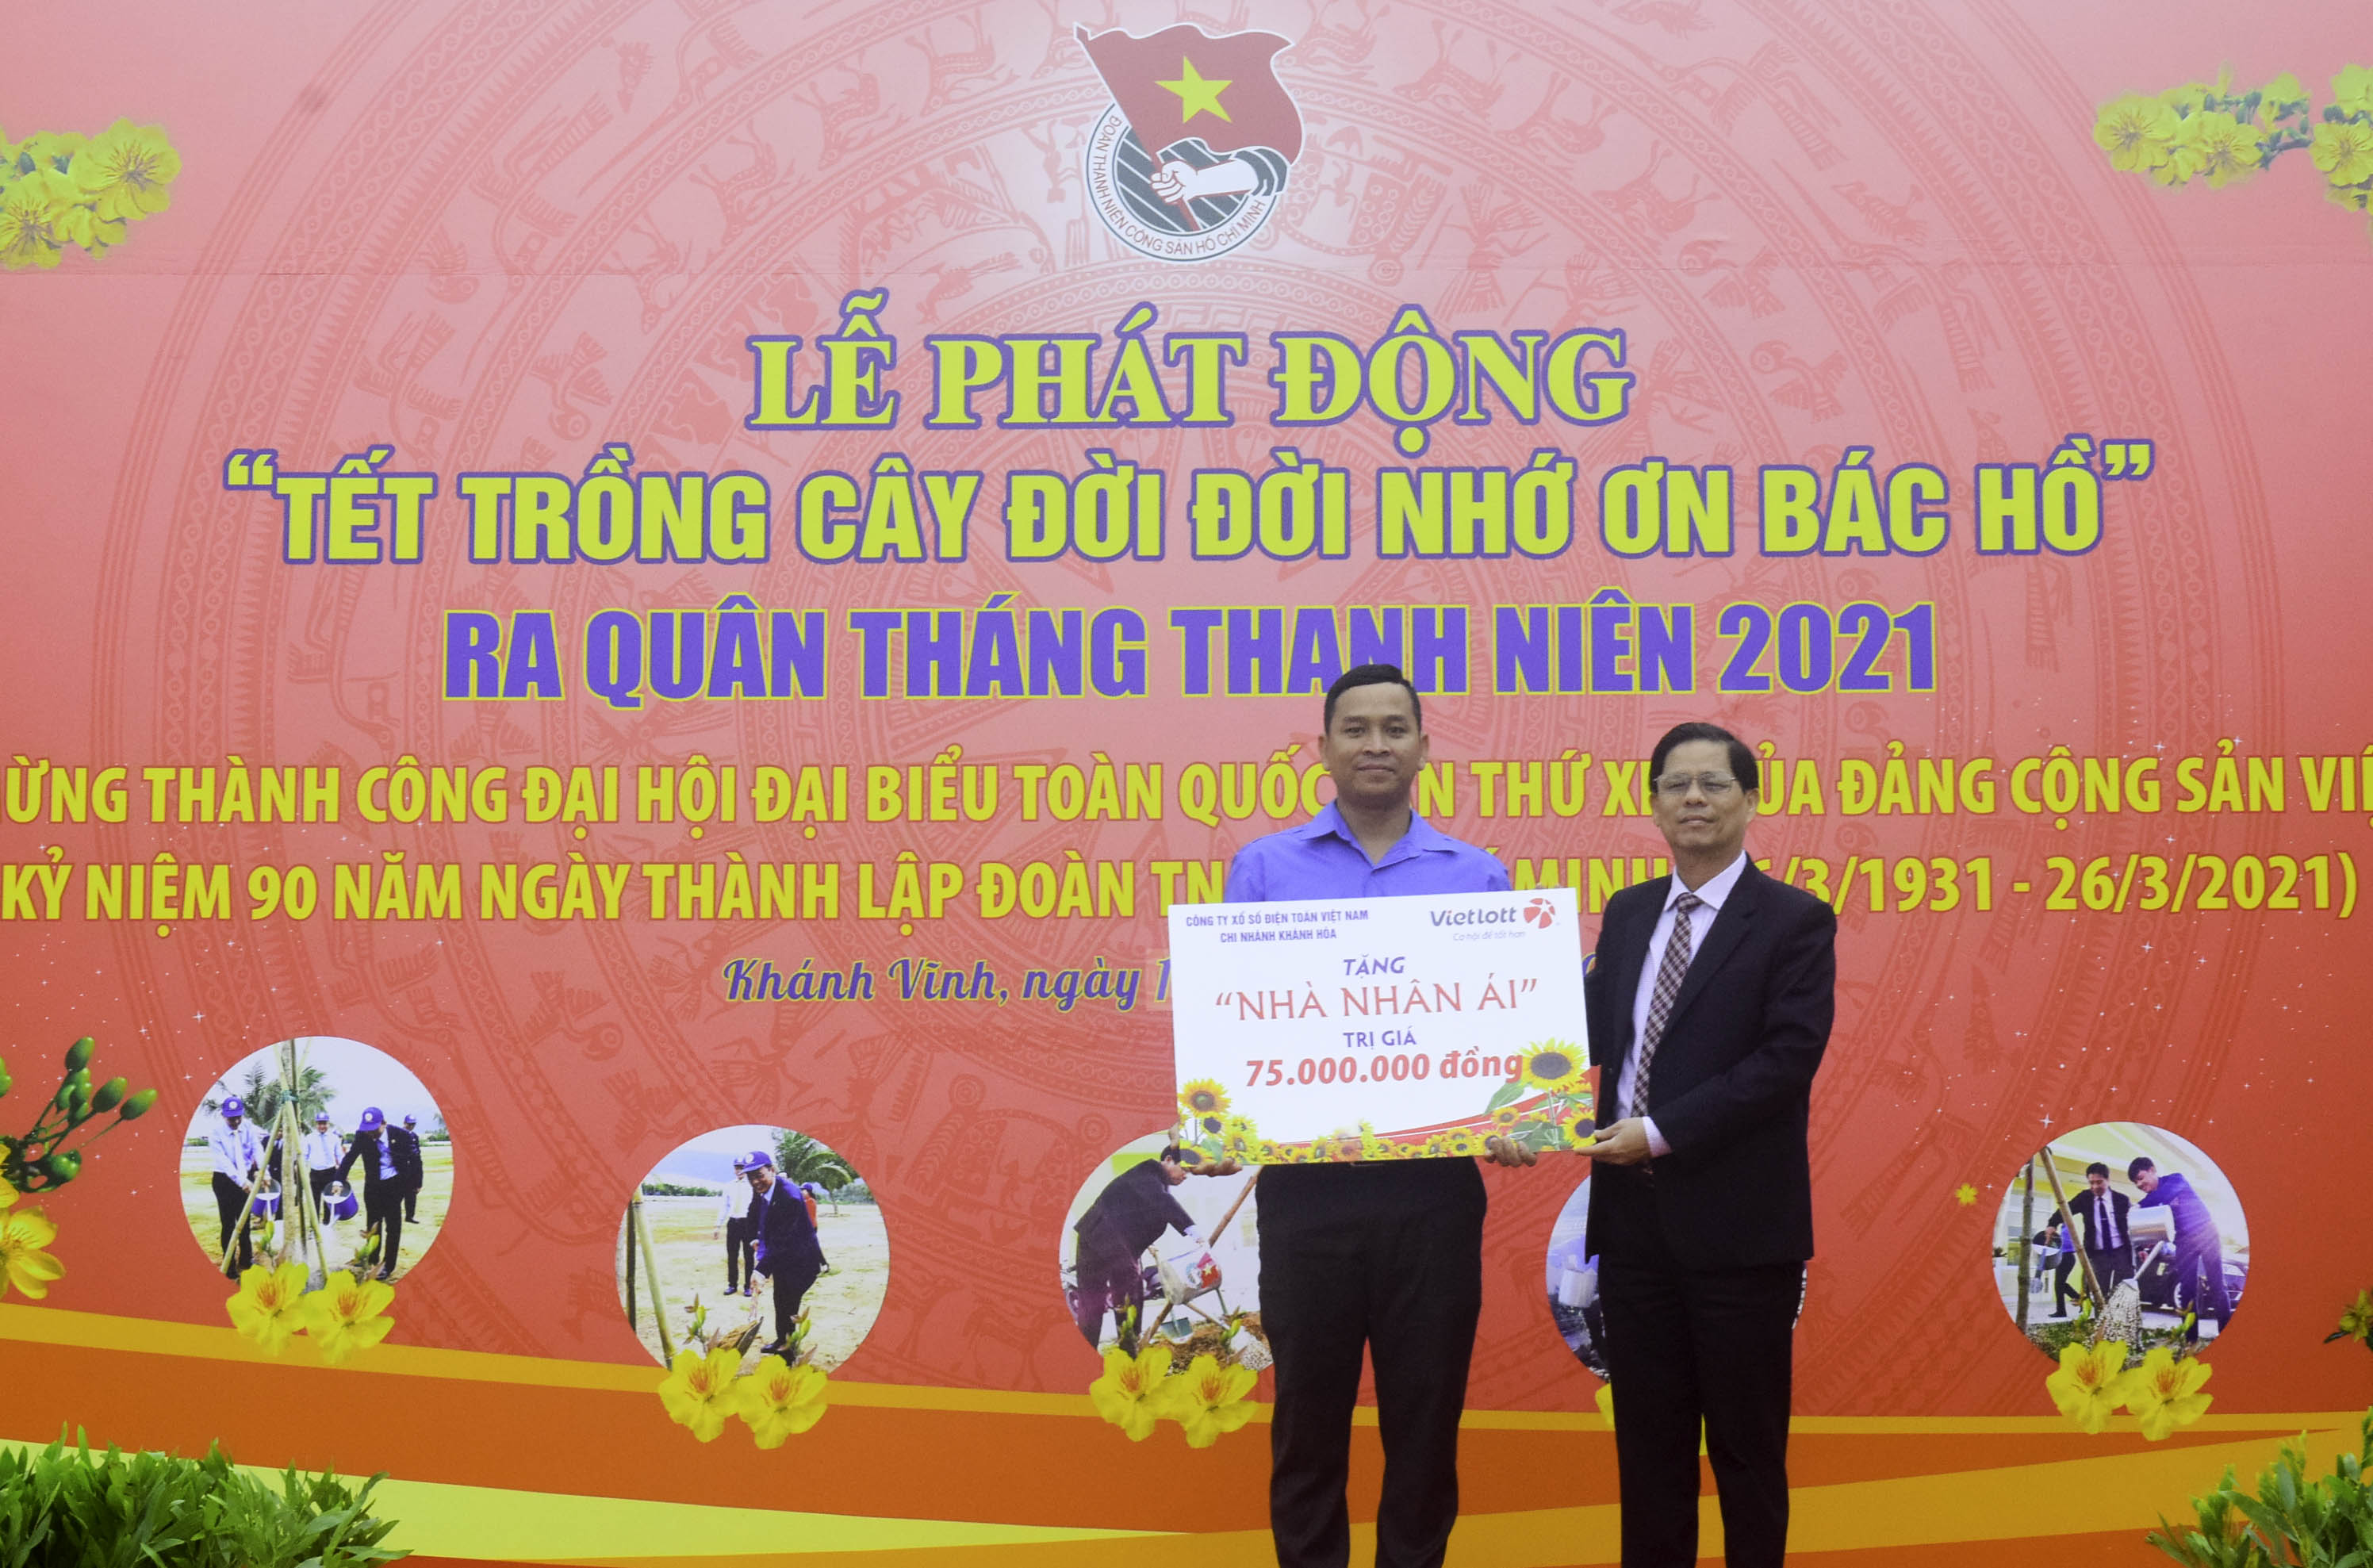 ĐOÀN THANH NIÊN CỘNG SẢN HỒ CHÍ MINH
LỄ PHÁT ĐỘNG
“TẾT TRỒNG CÂY ĐỜI ĐỜI NHỚ ƠN BÁC HỒ”
RA QUÂN THÁNG THANH NIÊN 2021
THÀNH CÔNG ĐẠI HỘI ĐẠI BIỂU TOÀN QUỐC THỨ ĐẢNG CỘNG SẢN
KỶ NIỆM 90 NĂM NGÀY THÀNH LẬP ĐOÀN MINH /3/1931 - 26/3/2021)
Khánh Vĩnh, ngày
CÔNG TY XỔ SỐ ĐIỆN TOÁN VIỆT NAM
CHI NHÁNH KHÁNH HÒA
Vietlott
Cơ hội để tốt hơn
TẶNG
“NHÀ NHÂN ÁI”
TRỊ GIÁ
75.000.000 đồng